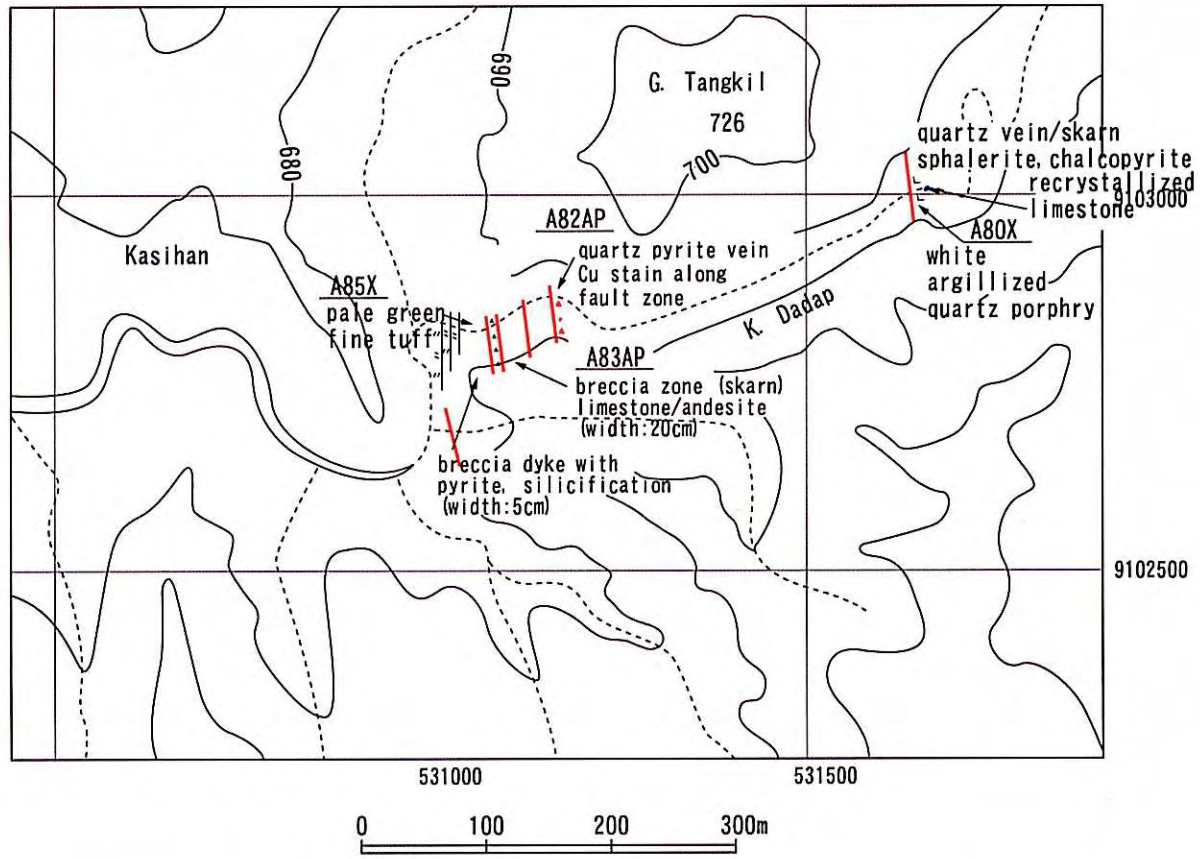 G. Tangkil
726
690
680
700
Kasihan
quartz vein/skarn
sphalerite, chalcopyrite
recrystallized
limestone
9103000
A80X
white
argillized
quartz porphry
A82AP
quartz pyrite vein
Cu stain along
fault zone
A85X
pale green
fine tuff
K. Dadap
A83AP
breccia zone (skarn)
limestone/andesite
(width:20cm)
breccia dyke with
pyrite, silicification
(width:5cm)
9102500
531000
531500
0 100 200 300m